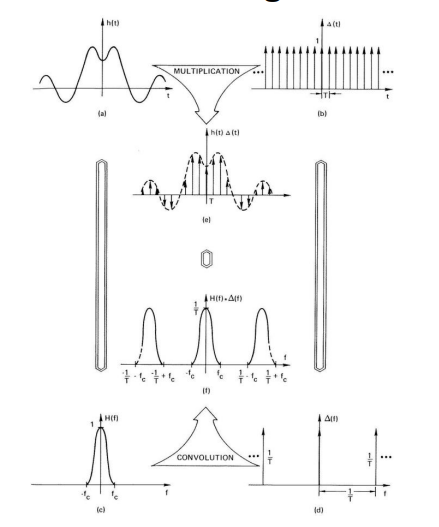 h(t)
t
(a)
MULTIPLICATION
Δ(t)
1
•••
•••
T
t
(b)
h(t) Δ(t)
T
t
(e)
1/T
H(f)*Δ(f)
-1/T - f_c
-1/T + f_c
-f_c
f_c
1/T - f_c
1/T + f_c
f
(f)
H(f)
1
-f_c
f_c
f
(c)
CONVOLUTION
Δ(f)
•••
1/T
1/T
•••
1/T
f
(d)